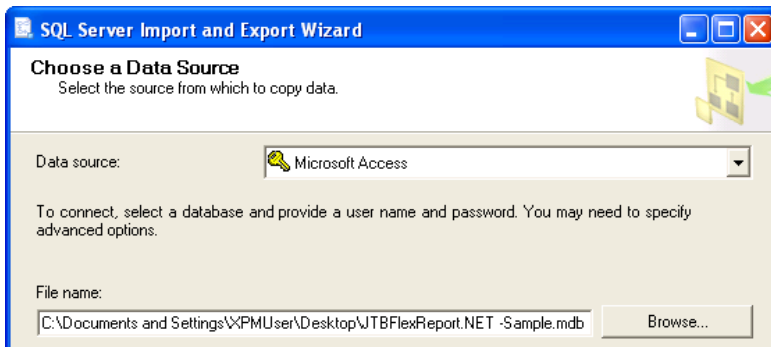 SQL Server Import and Export Wizard
Choose a Data Source
Select the source from which to copy data.
Data source:
Microsoft Access
To connect, select a database and provide a user name and password. You may need to specify
advanced options.
File name:
C:\Documents and Settings\XPMUser\Desktop\JTBFlexReport.NET -Sample.mdb
Browse...